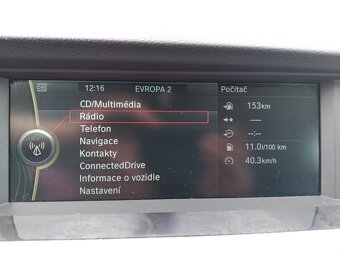 12:16 EVROPA 2 Počítač
CD/Multimédia
Rádio
Telefon
Navigace
Kontakty
ConnectedDrive
Informace o vozidle
Nastavení
153km
----
--:--
11.0l/100 km
40.3km/h